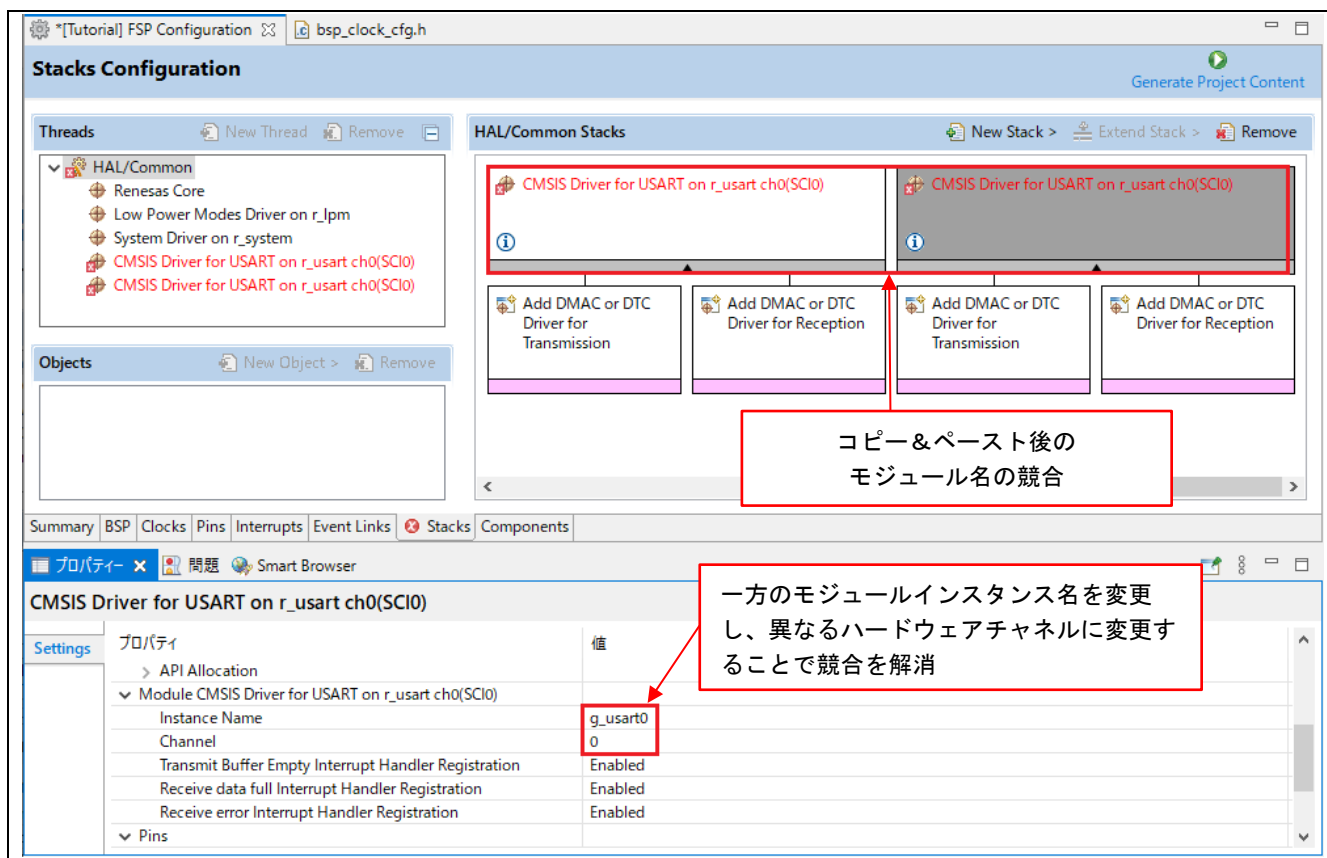 *[Tutorial] FSP Configuration
.c bsp_clock_cfg.h
Stacks Configuration
Generate Project Content
Threads
New Thread
Remove
HAL/Common Stacks
New Stack >
Extend Stack >
Remove
HAL/Common
Renesas Core
Low Power Modes Driver on r_lpm
System Driver on r_system
CMSIS Driver for USART on r_usart ch0(SCI0)
CMSIS Driver for USART on r_usart ch0(SCI0)
CMSIS Driver for USART on r_usart ch0(SCI0)
CMSIS Driver for USART on r_usart ch0(SCI0)
Add DMAC or DTC
Driver for
Transmission
Add DMAC or DTC
Driver for Reception
Add DMAC or DTC
Driver for
Transmission
Add DMAC or DTC
Driver for Reception
Objects
New Object >
Remove
コピー&ペースト後の
モジュール名の競合
Summary
BSP
Clocks
Pins
Interrupts
Event Links
Stacks
Components
プロパティー
問題
Smart Browser
CMSIS Driver for USART on r_usart ch0(SCI0)
一方のモジュールインスタンス名を変更
し、異なるハードウェアチャネルに変更す
ることで競合を解消
Settings
プロパティ
値
API Allocation
Module CMSIS Driver for USART on r_usart ch0(SCI0)
Instance Name
g_usart0
Channel
0
Transmit Buffer Empty Interrupt Handler Registration
Enabled
Receive data full Interrupt Handler Registration
Enabled
Receive error Interrupt Handler Registration
Enabled
Pins